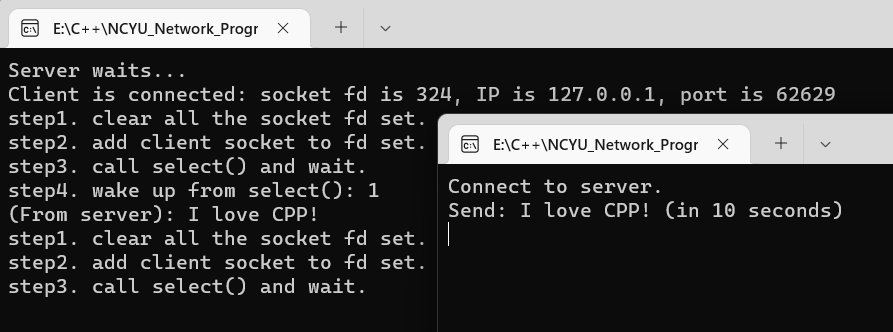 E:\C++\NCYU_Network_Progr
Server waits...
Client is connected: socket fd is 324, IP is 127.0.0.1, port is 62629
step1. clear all the socket fd set.
step2. add client socket to fd set.
step3. call select() and wait.
step4. wake up from select(): 1
(From server): I love CPP!
step1. clear all the socket fd set.
step2. add client socket to fd set.
step3. call select() and wait.
E:\C++\NCYU_Network_Progr
Connect to server.
Send: I love CPP! (in 10 seconds)